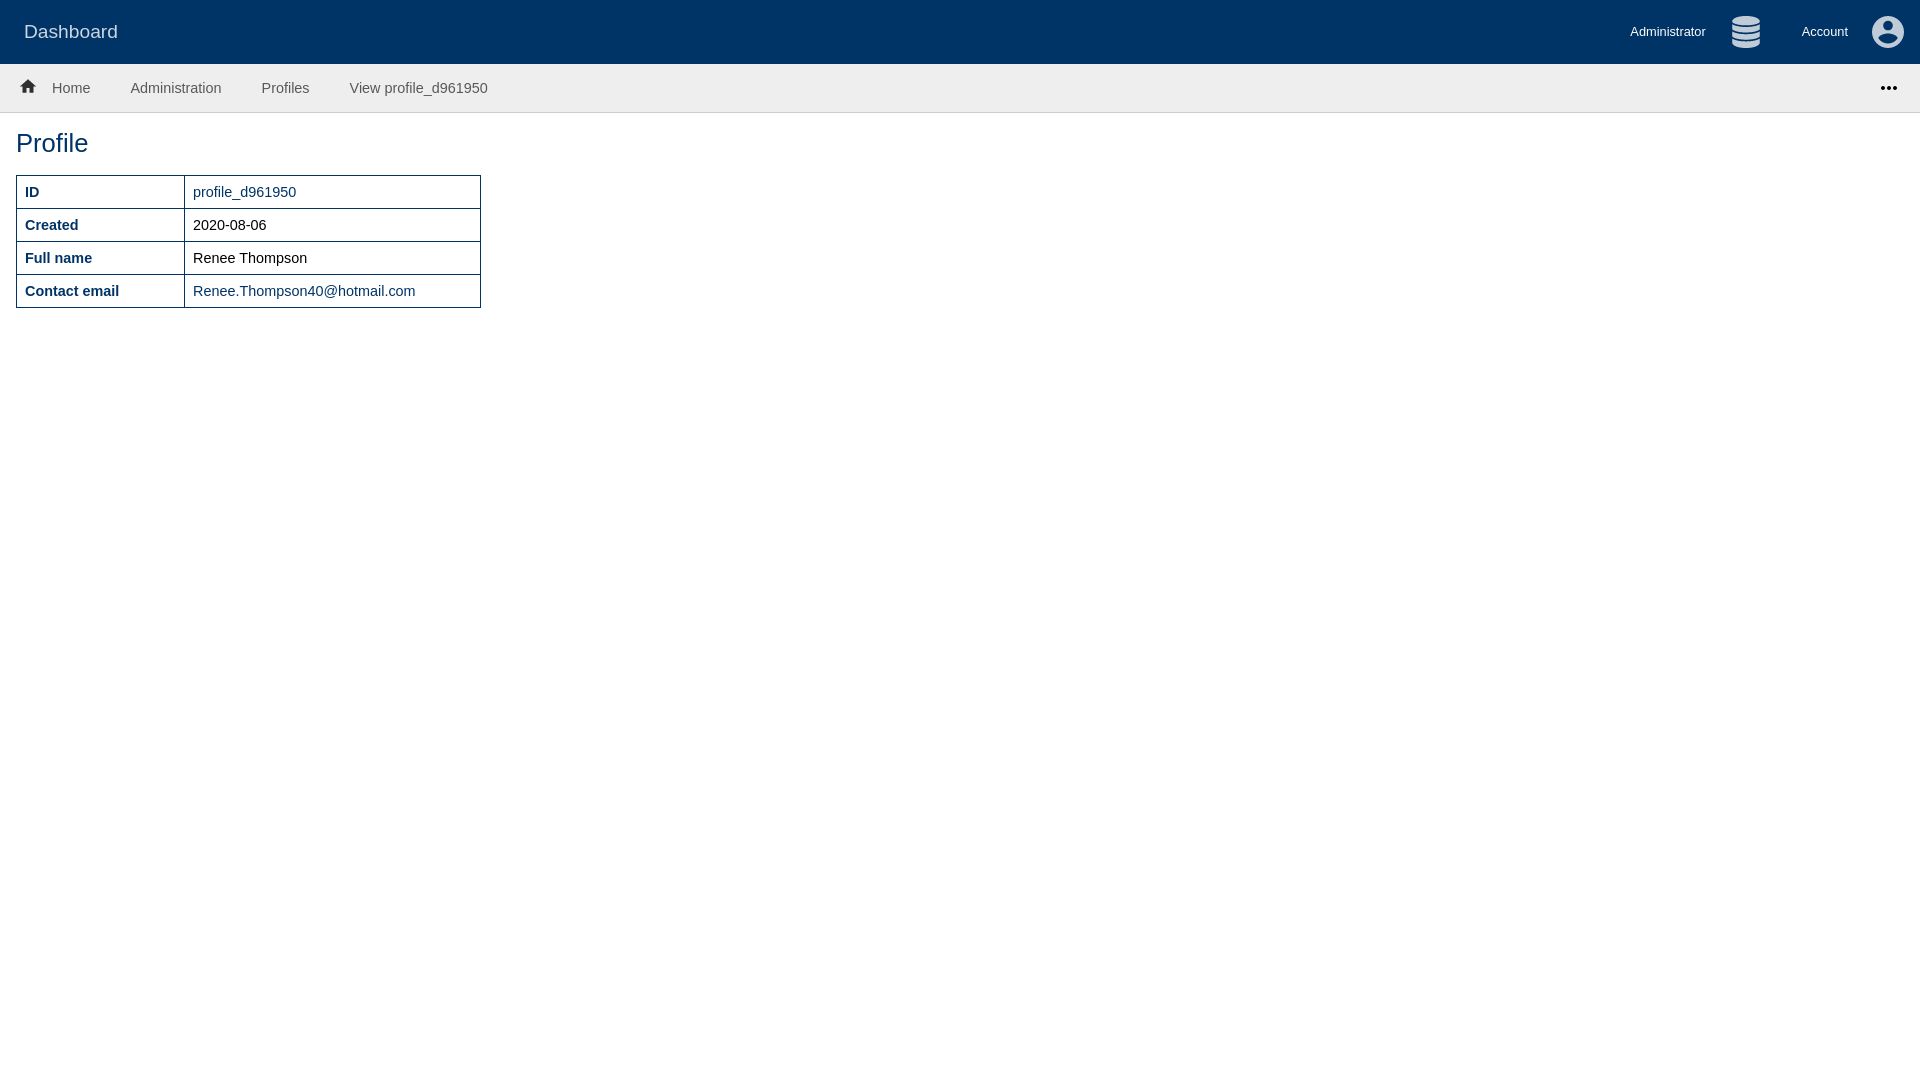 Dashboard
Administrator
Account
Home
Administration
Profiles
View profile_d961950
Profile
ID profile_d961950
Created 2020-08-06
Full name Renee Thompson
Contact email Renee.Thompson40@hotmail.com